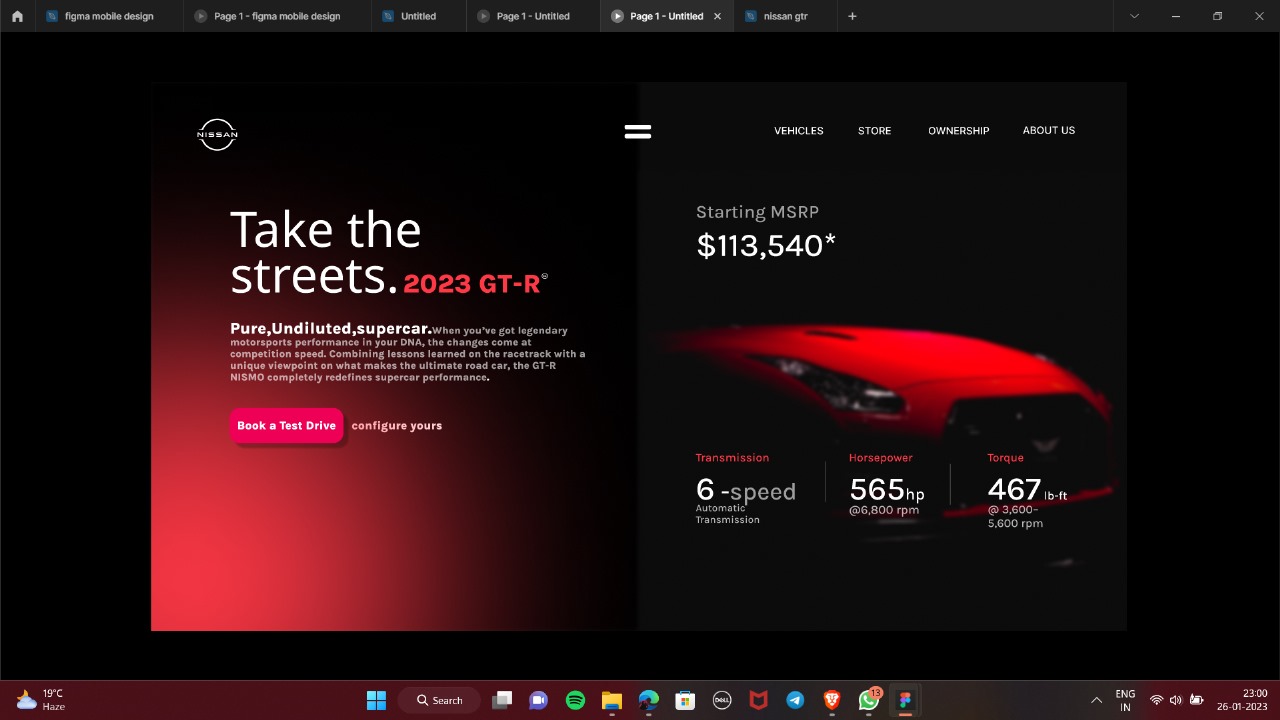 figma mobile design
Page 1 - figma mobile design
Untitled
Page 1 - Untitled
Page 1 - Untitled
nissan gtr
NISSAN
VEHICLES STORE OWNERSHIP ABOUT US
Take the
streets. 2023 GT-R®
Pure,Undiluted,supercar.When you've got legendary
motorsports performance in your DNA, the changes come at
competition speed. Combining lessons learned on the racetrack with a
unique viewpoint on what makes the ultimate road car, the GT-R
NISMO completely redefines supercar performance.
Book a Test Drive configure yours
Starting MSRP
$113,540*
Transmission
6 -speed
Automatic
Transmission
Horsepower
565hp
@6,800 rpm
Torque
467 lb-ft
@ 3,600-
5,600 rpm
19°C
Haze
Search
DELL
13
ENG
IN
23:00
26-01-2023